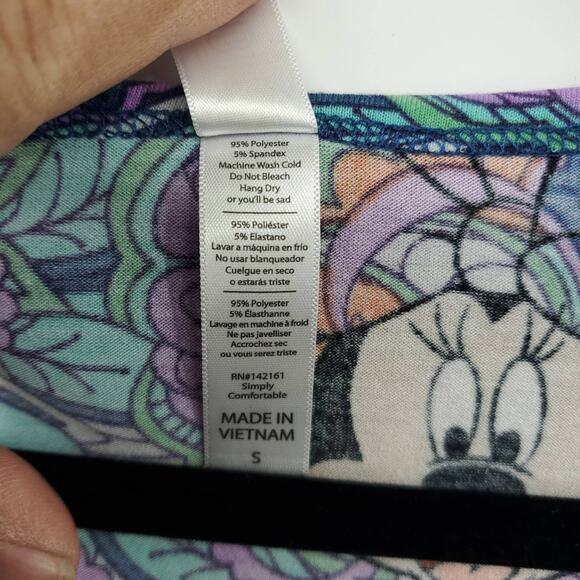 95% Polyester
5% Spandex
Machine Wash Cold
Do Not Bleach
Hang Dry
or you'll be sad
95% Poliéster
5% Elastano
Lavar a máquina en frío
No usar blanqueador
Cuelgue en seco
o estarás triste
95% Polyester
5% Élasthanne
Lavage en machine à froid
Ne pas javelliser
Accrochez sec
ou vous serez triste
RN#142161
Simply
Comfortable
MADE IN
VIETNAM
S